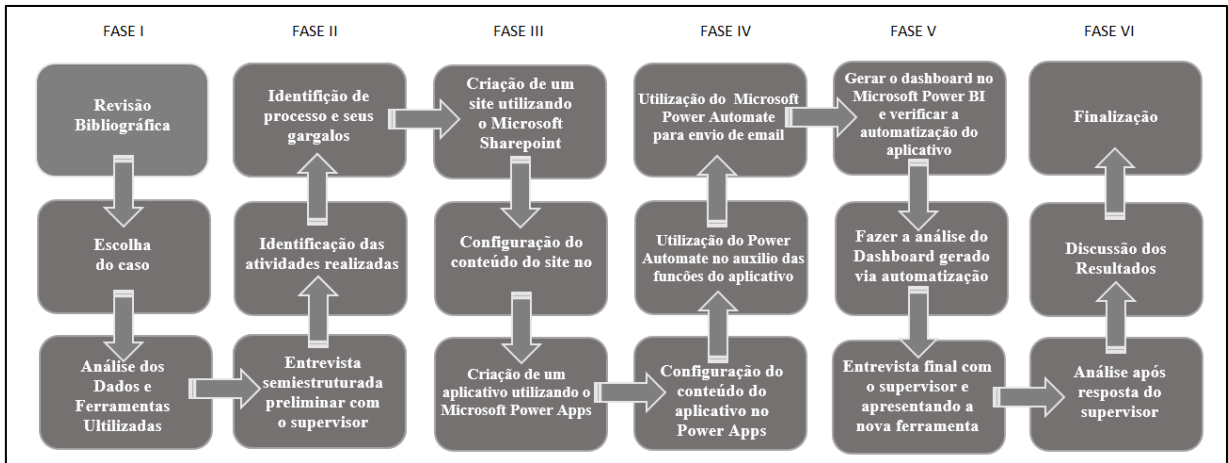 FASE I
FASE II
FASE III
FASE IV
FASE V
FASE VI
Revisão
Bibliográfica
Escolha
do caso
Análise dos
Dados e
Ferramentas
Ultilizadas
Identifição de
processo e seus
gargalos
Identificação das
atividades realizadas
Entrevista
semiestruturada
preliminar com
o supervisor
Criação de um
site utilizando
o Microsoft
Sharepoint
Configuração do
conteúdo do site no
Criação de um
aplicativo utilizando o
Microsoft Power Apps
Utilização do Microsoft
Power Automate
para envio de email
Utilização do Power
Automate no auxilio das
funcões do aplicativo
Configuração do
conteúdo do
aplicativo no
Power Apps
Gerar o dashboard no
Microsoft Power BI
e verificar a
automatização do
aplicativo
Fazer a análise do
Dashboard gerado
via automatização
Entrevista final com
o supervisor e
apresentando a
nova ferramenta
Finalização
Discussão dos
Resultados
Análise após
resposta do
supervisor